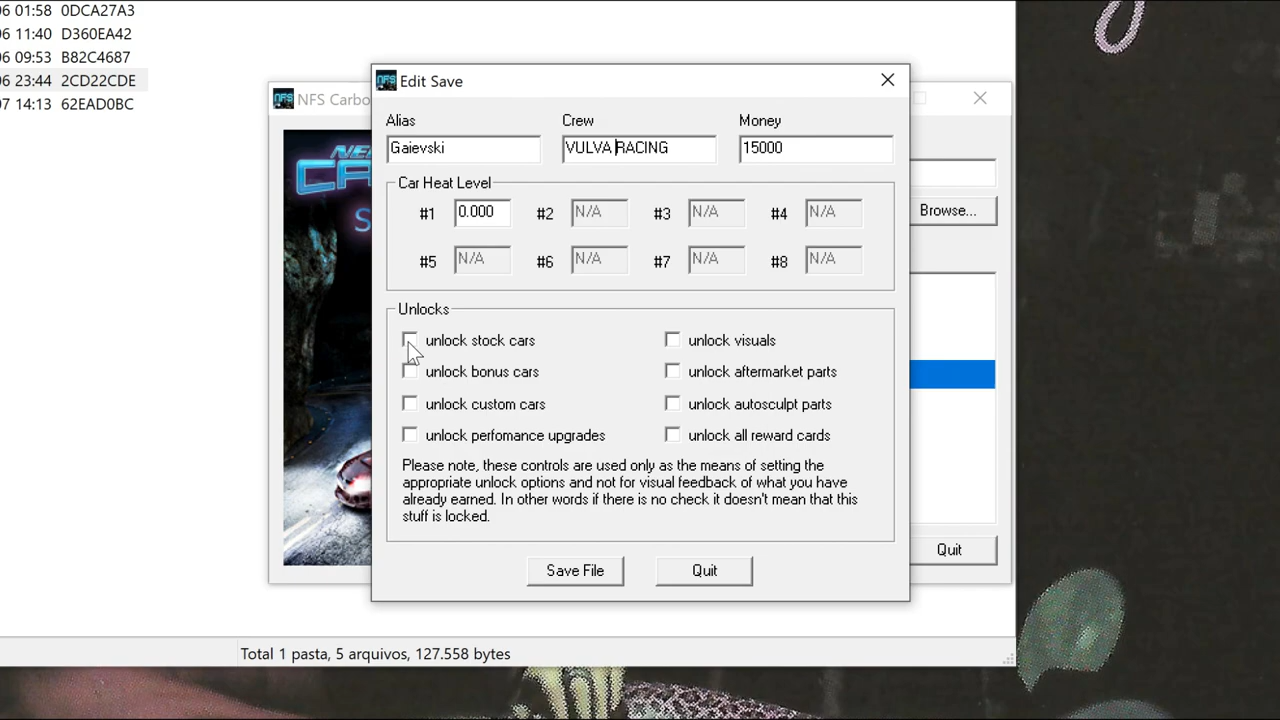 06 01:58 0DCA27A3
06 11:40 D360EA42
06 09:53 B82C4687
06 23:44 2CD22CDE
07 14:13 62EAD0BC
NFS Carbo
Edit Save
Alias
Crew
Money
Gaievski
VULVA RACING
15000
Car Heat Level
#1 0.000 #2 N/A #3 N/A #4 N/A
#5 N/A #6 N/A #7 N/A #8 N/A
Browse...
Unlocks
unlock stock cars
unlock visuals
unlock bonus cars
unlock aftermarket parts
unlock custom cars
unlock autosculpt parts
unlock perfomance upgrades
unlock all reward cards
Please note, these controls are used only as the means of setting the
appropriate unlock options and not for visual feedback of what you have
already earned. In other words if there is no check it doesn't mean that this
stuff is locked.
Save File
Quit
Quit
Total 1 pasta, 5 arquivos, 127.558 bytes